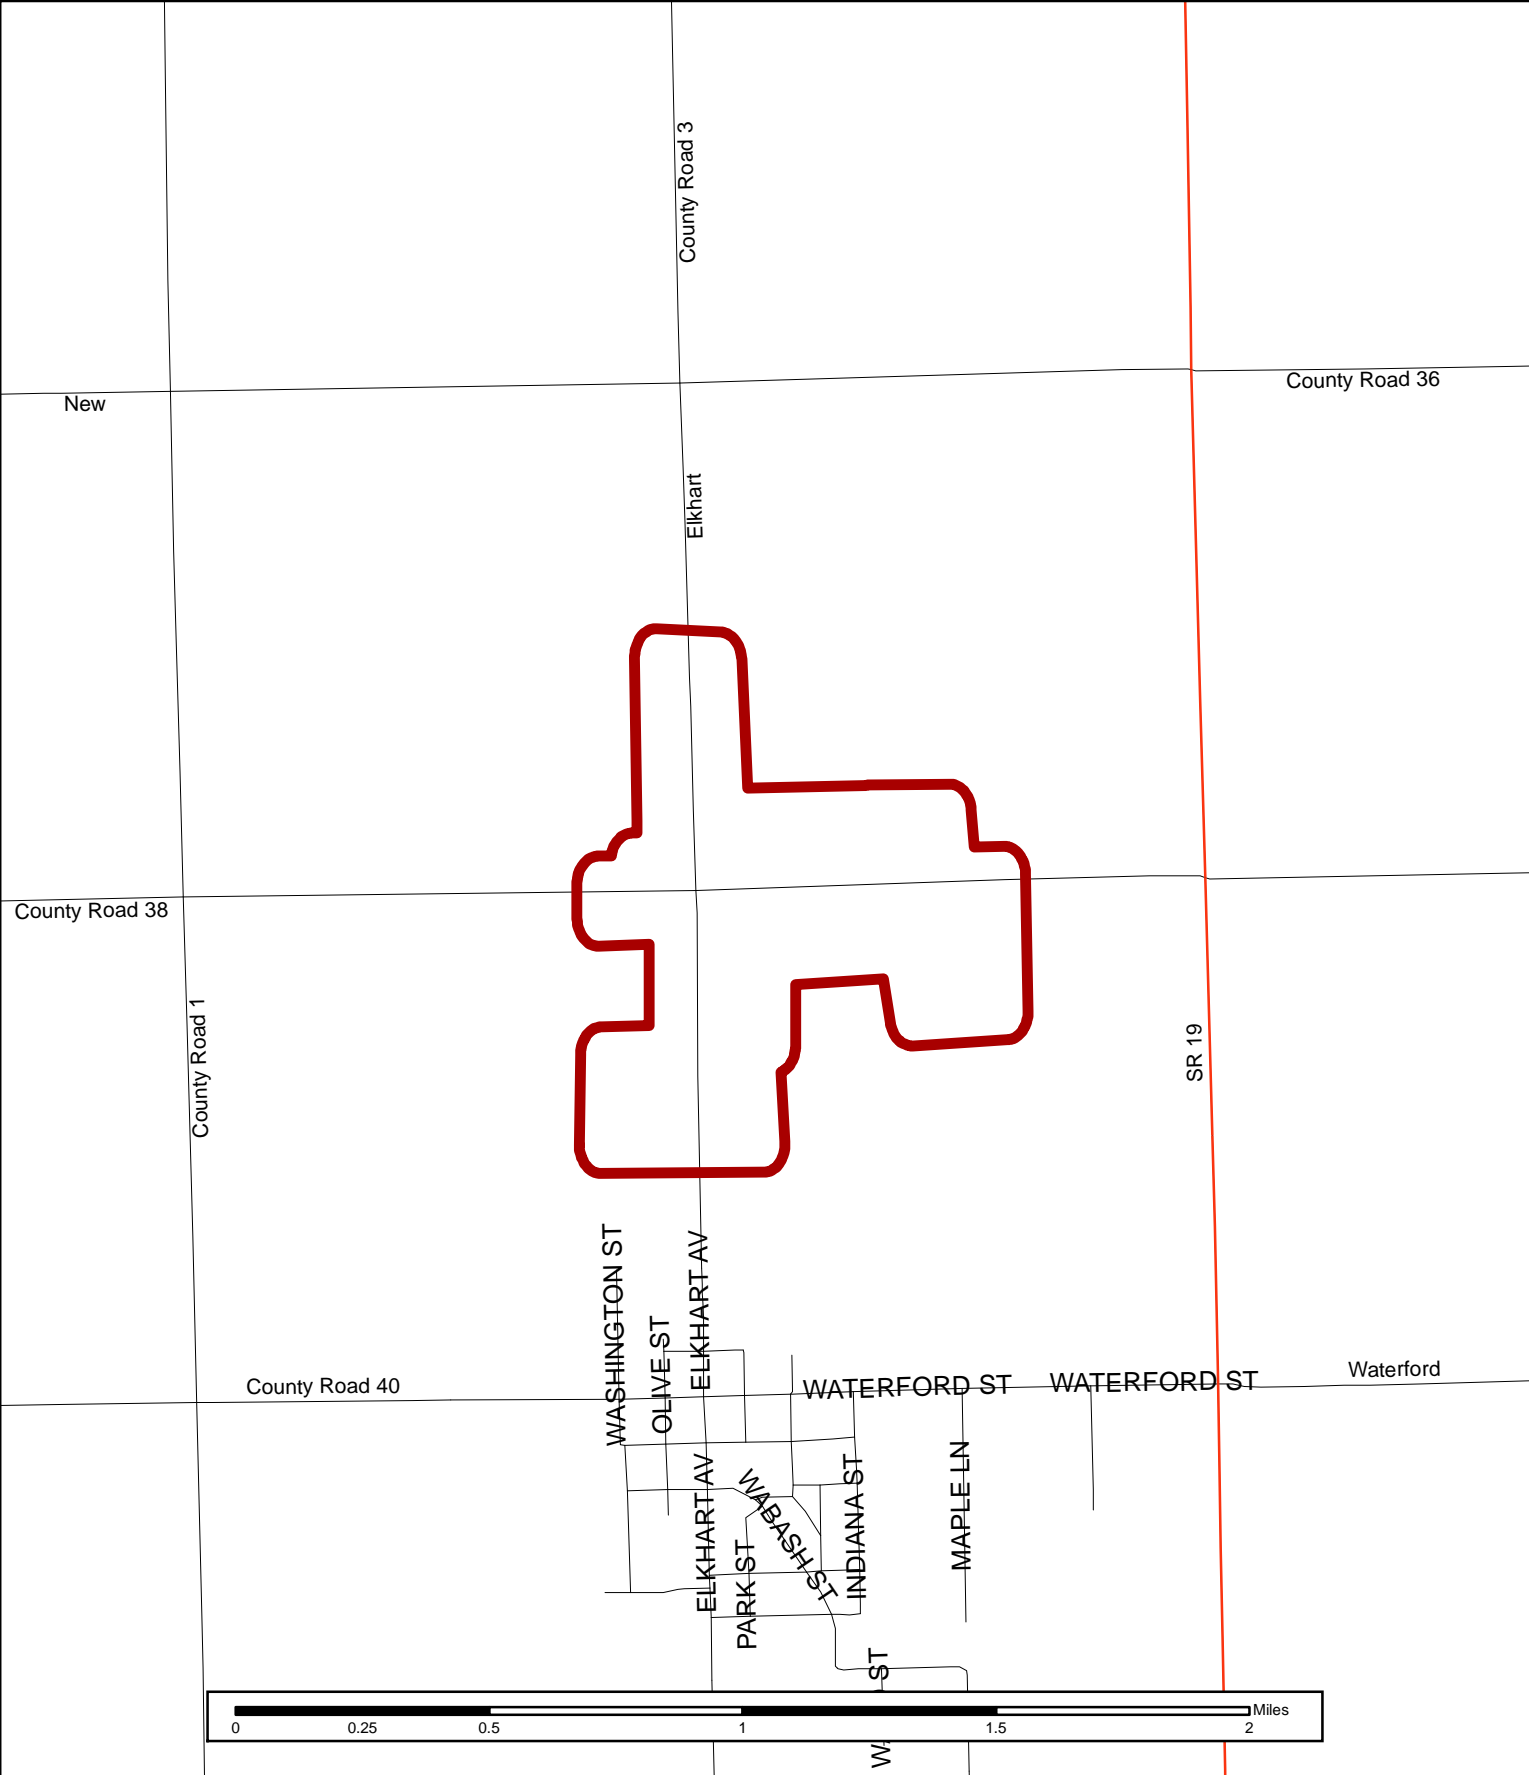 County Road 3
County Road 36
New
Elkhart
County Road 38
County Road 1
SR 19
WASHINGTON ST
ELKHART AV
OLIVE ST
Waterford
County Road 40
WATERFORD ST
WATERFORD ST
MAPLE LN
ELKHART AV
WABASH ST
INDIANA ST
PARK ST
ST
Miles
0 0.25 0.5 1 1.5 2